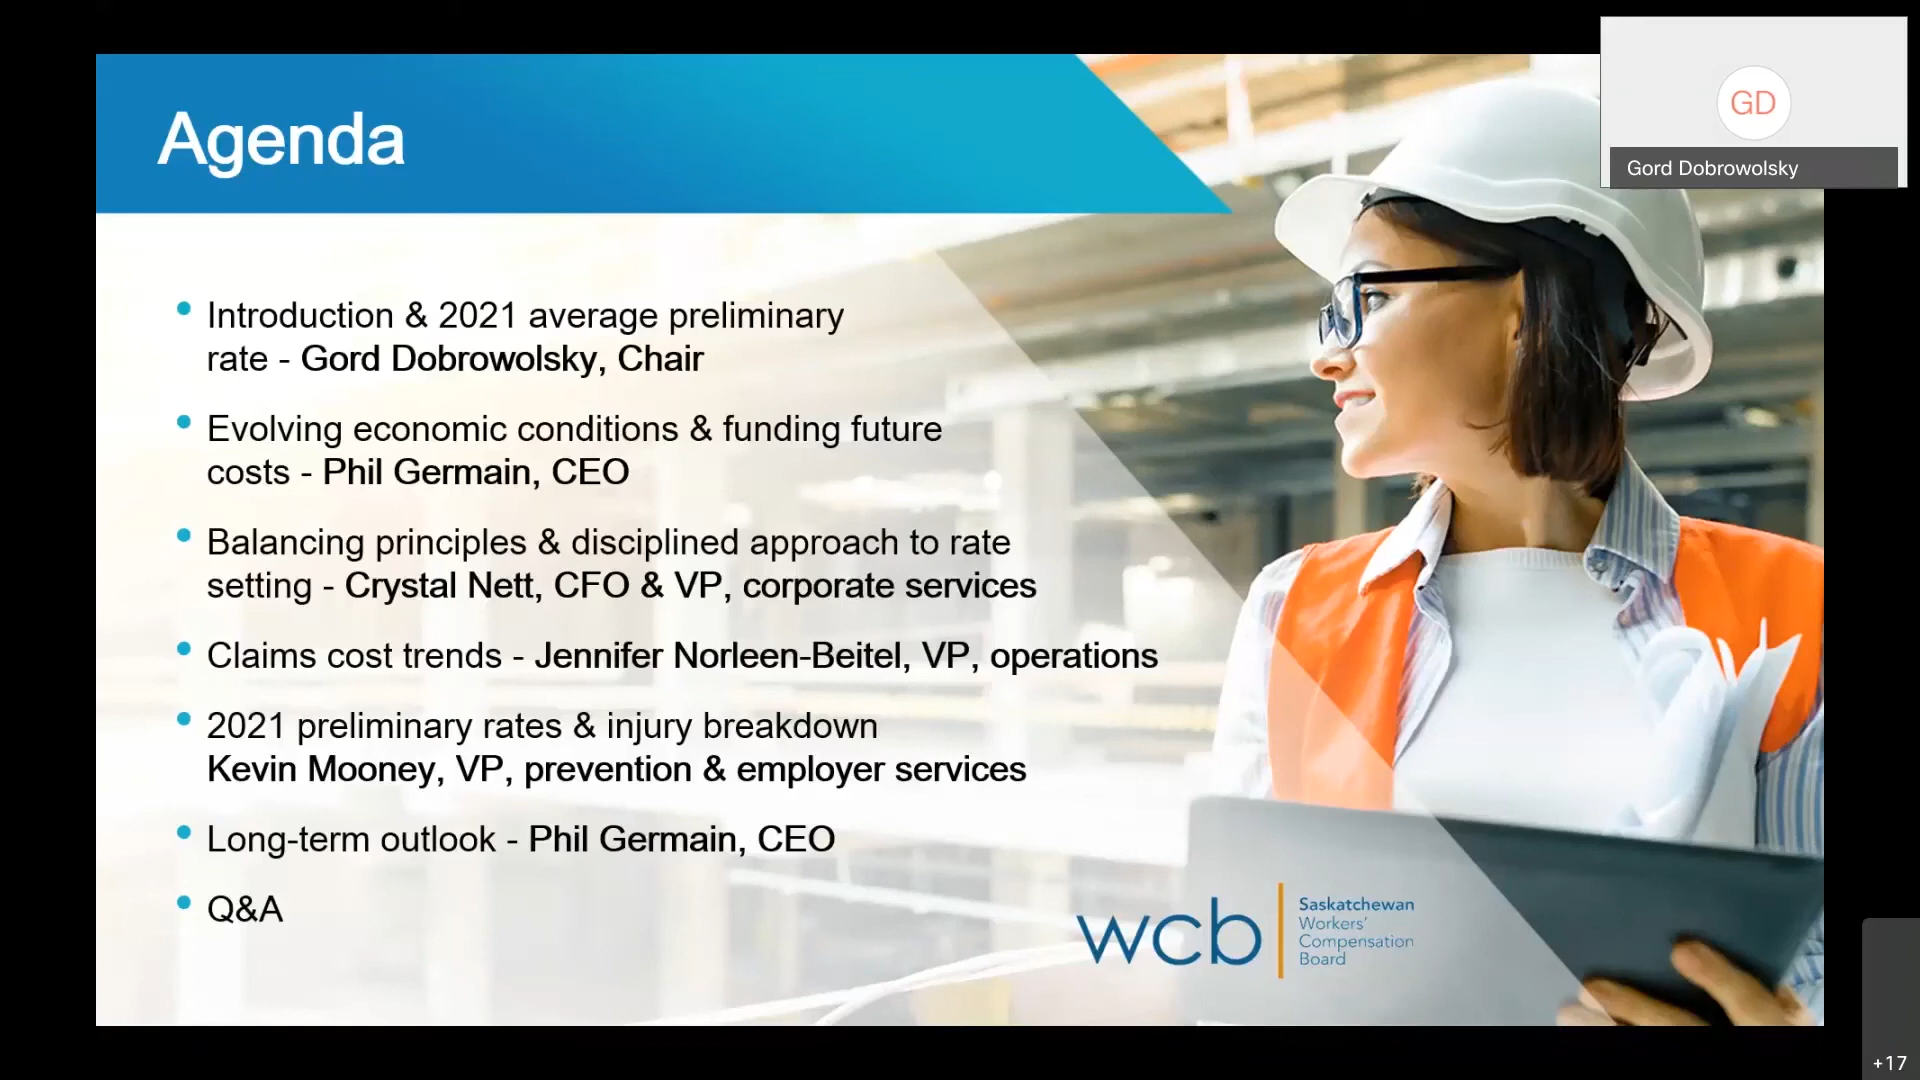 Agenda
GD
Gord Dobrowolsky
• Introduction & 2021 average preliminary
rate - Gord Dobrowolsky, Chair
• Evolving economic conditions & funding future
costs - Phil Germain, CEO
• Balancing principles & disciplined approach to rate
setting - Crystal Nett, CFO & VP, corporate services
• Claims cost trends - Jennifer Norleen-Beitel, VP, operations
• 2021 preliminary rates & injury breakdown
Kevin Mooney, VP, prevention & employer services
• Long-term outlook - Phil Germain, CEO
• Q&A
wcb
Saskatchewan
Workers'
Compensation
Board
+17